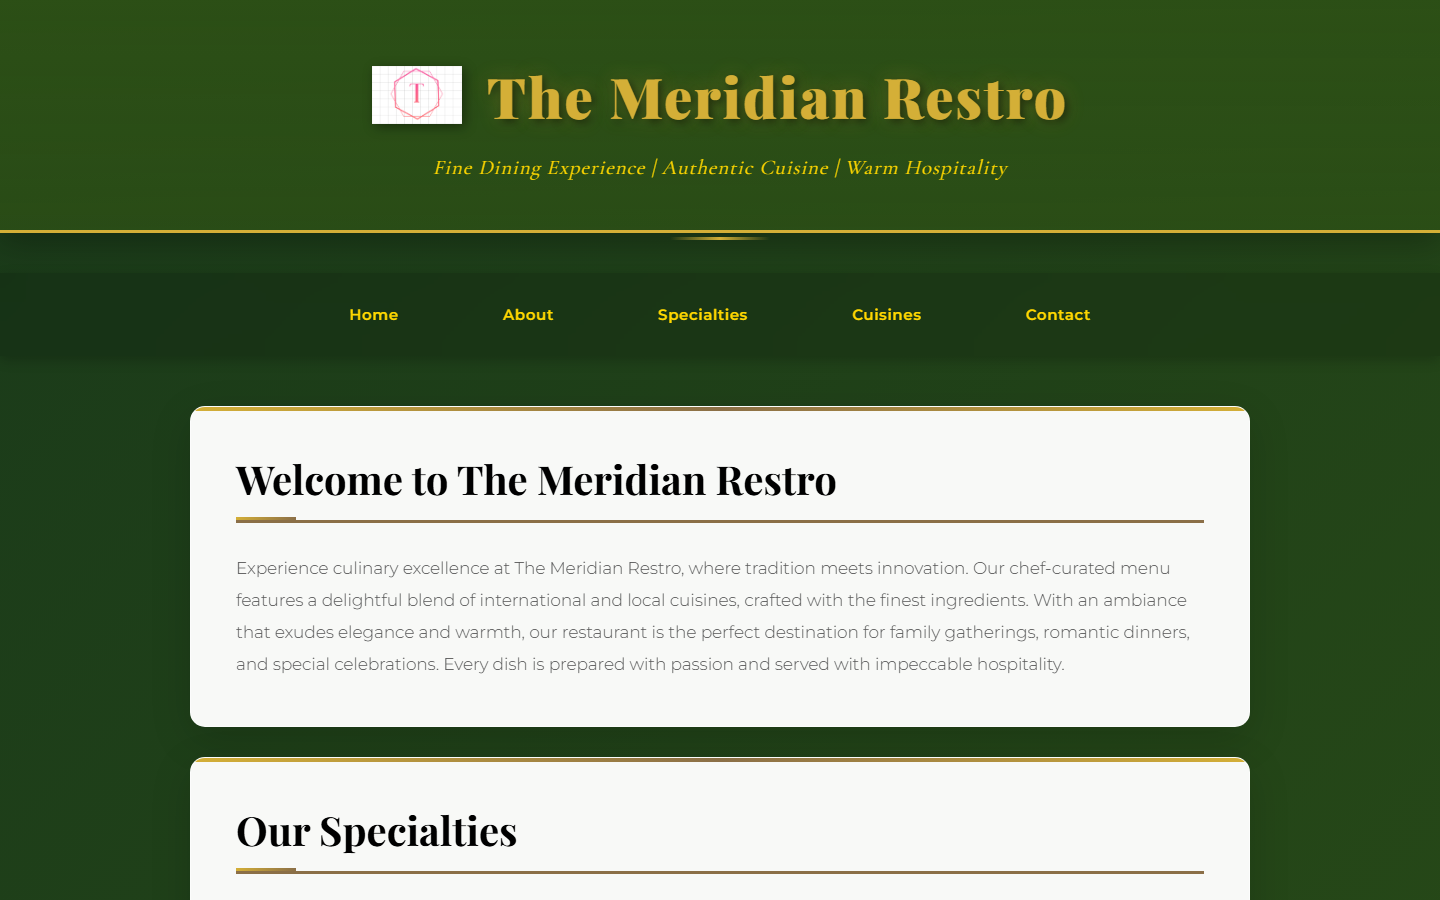 T
The Meridian Restro
Fine Dining Experience | Authentic Cuisine | Warm Hospitality
Home About Specialties Cuisines Contact
Welcome to The Meridian Restro
Experience culinary excellence at The Meridian Restro, where tradition meets innovation. Our chef-curated menu
features a delightful blend of international and local cuisines, crafted with the finest ingredients. With an ambiance
that exudes elegance and warmth, our restaurant is the perfect destination for family gatherings, romantic dinners,
and special celebrations. Every dish is prepared with passion and served with impeccable hospitality.
Our Specialties